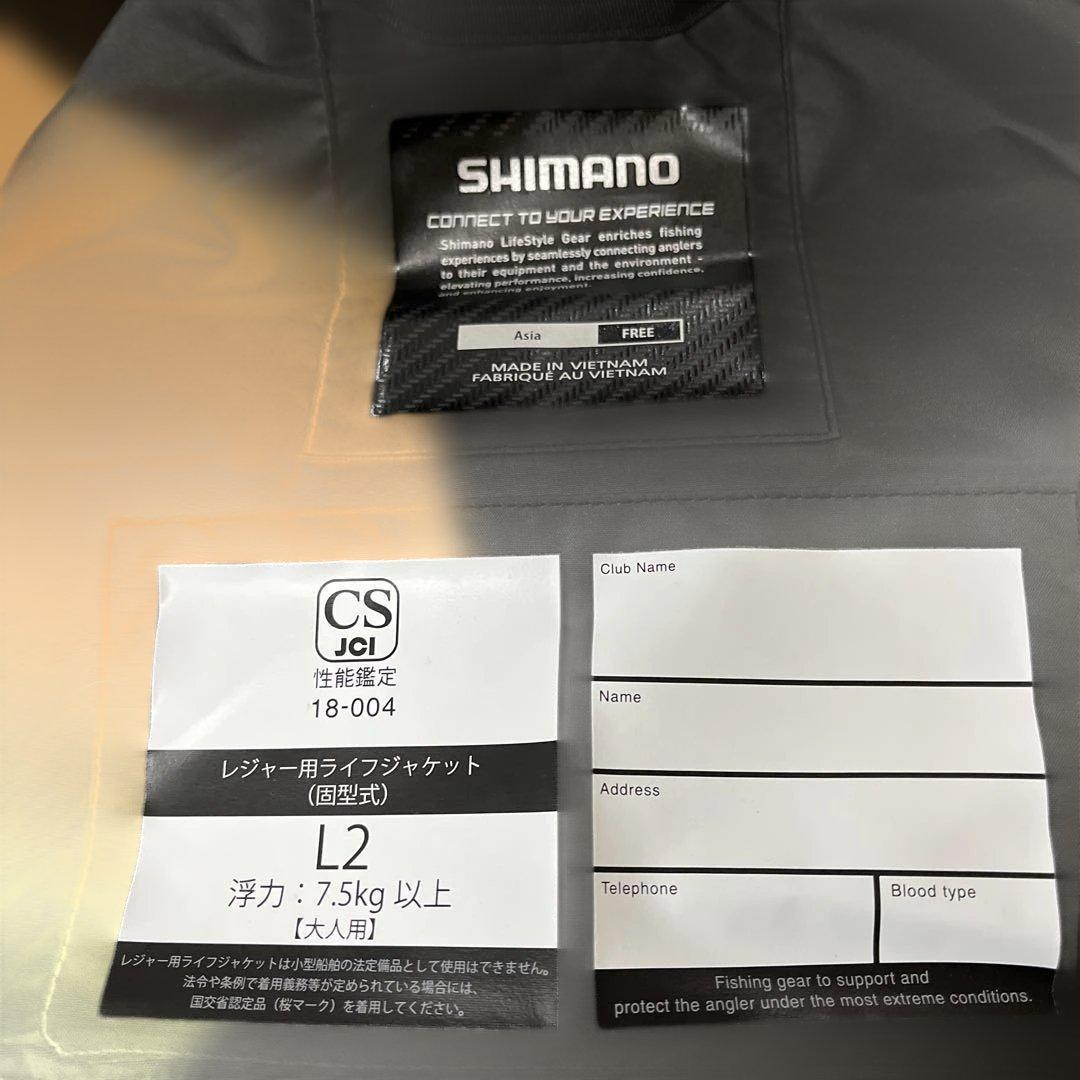 SHIMANO
CONNECT TO YOUR EXPERIENCE
Shimano LifeStyle Gear enriches fishing
experiences by seamlessly connecting anglers
to their equipment and the environment -
elevating performance, increasing confidence,
and enhancing enjoyment.
Asia FREE
MADE IN VIETNAM
FABRIQUÉ AU VIETNAM
CS
JCI
性能鑑定
18-004
レジャー用ライフジャケット
(固型式)
L2
浮力：7.5kg 以上
【大人用】
レジャー用ライフジャケットは小型船舶の法定備品として使用はできません。
法令や条例で着用義務等が定められている場合には、
国交省認定品（桜マーク）を着用してください。
Club Name
Name
Address
Telephone
Blood type
Fishing gear to support and
protect the angler under the most extreme conditions.